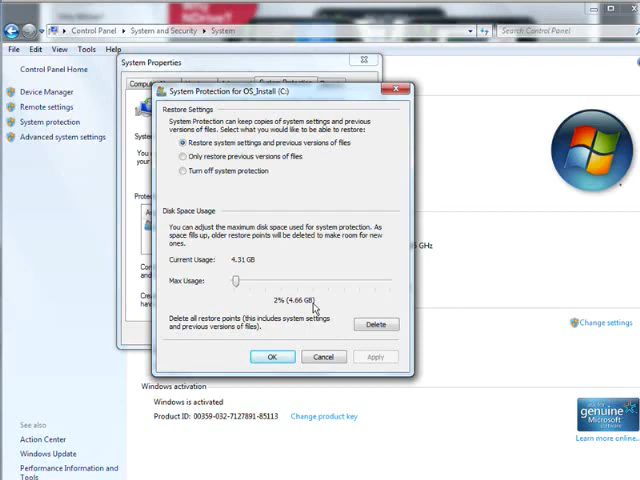 Control Panel
System and Security
System
Search Control Panel
File
Edit
View
Tools
Help
Control Panel Home
Device Manager
Remote settings
System protection
Advanced system settings
See also
Action Center
Windows Update
Performance Information and
Tools
System Properties
System Protection for OS_Install (C:)
Restore Settings
System Protection can keep copies of system settings and previous
versions of files. Select what you would like to be able to restore:
Restore system settings and previous versions of files
Only restore previous versions of files
Turn off system protection
Disk Space Usage
You can adjust the maximum disk space used for system protection. As
space fills up, older restore points will be deleted to make room for new
ones.
Current Usage: 4.31 GB
Max Usage:
2% (4.66 GB)
Delete all restore points (this includes system settings
and previous versions of files).
Delete
OK
Cancel
Apply
GHz
Change settings
Windows activation
Windows is activated
Product ID: 00359-032-7127891-85113
Change product key
genuine
Microsoft
software
Learn more online...